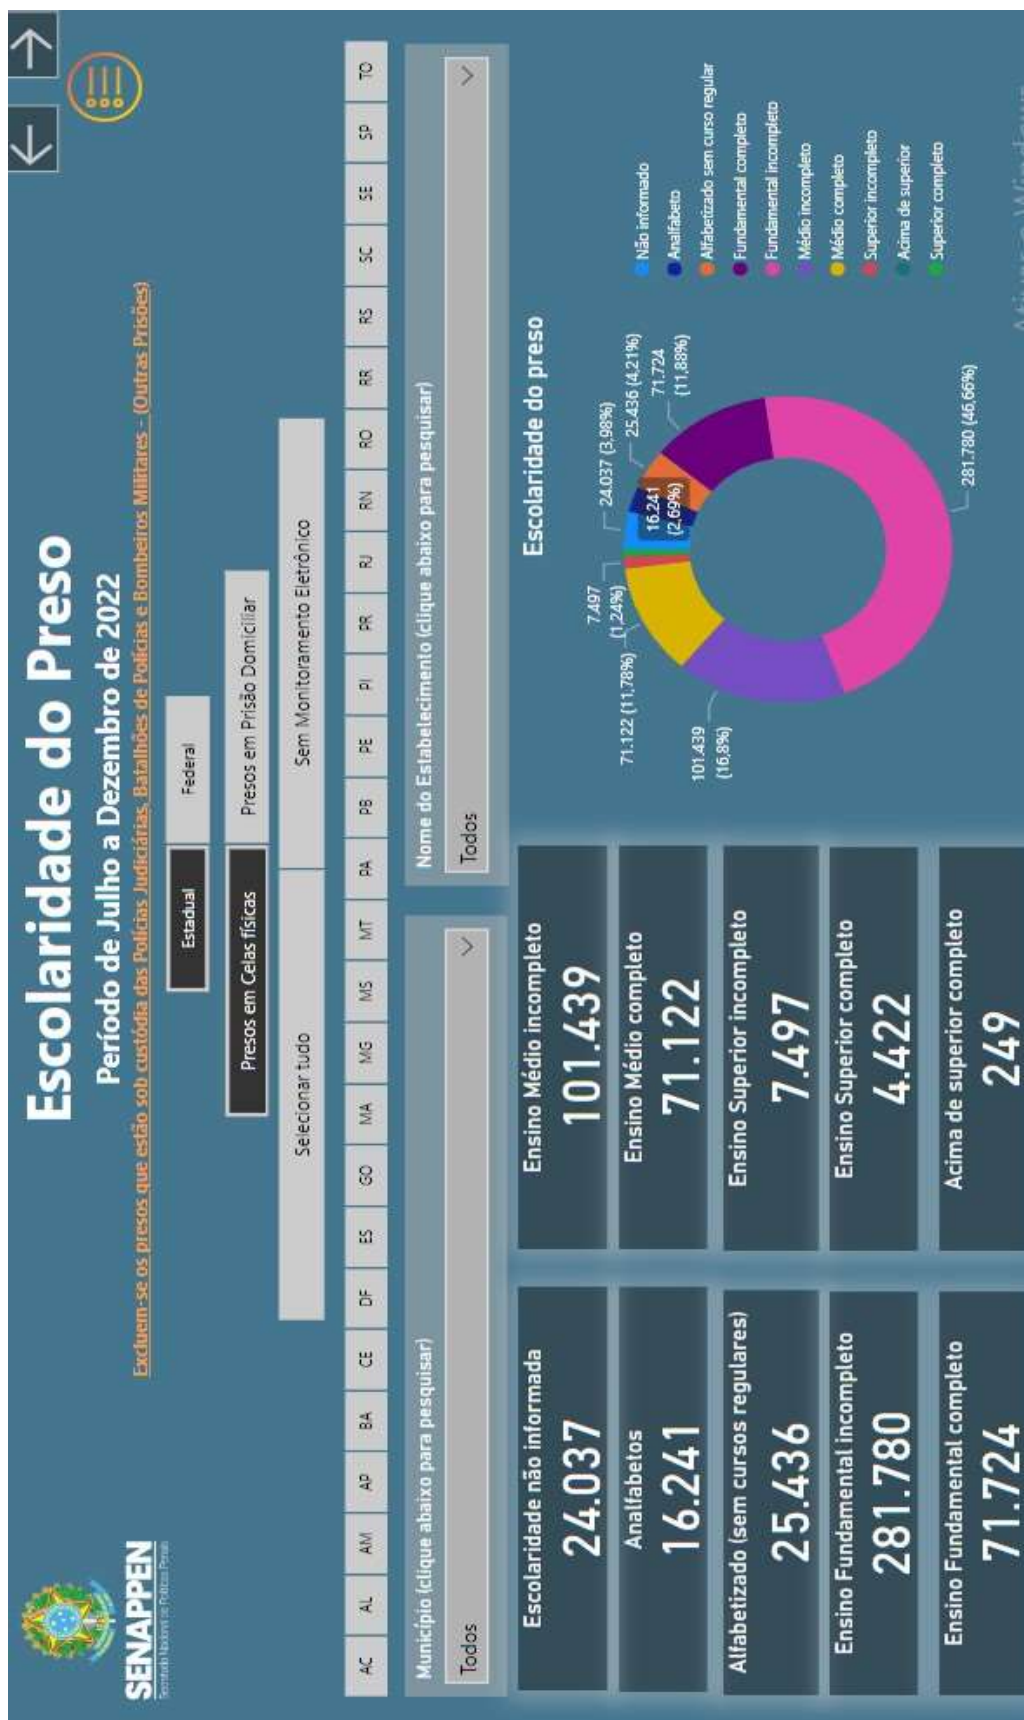 Escolaridade do Preso
Período de Julho a Dezembro de 2022
Excluem-se os presos que estão sob custódia das Polícias Judiciárias, Batalhões de Polícias e Bombeiros Militares - (Outras Prisões)
SENAPPEN
Secretaria Nacional de Políticas Penais
Estadual
Federal
Presos em Celas físicas
Presos em Prisão Domiciliar
Selecionar tudo
Sem Monitoramento Eletrônico
AC AL AM AP BA CE DF ES GO MA MG MS MT PA PB PE PI PR RJ RN RO RR RS SC SE SP TO
Município (clique abaixo para pesquisar)
Todos
Nome do Estabelecimento (clique abaixo para pesquisar)
Todos
Escolaridade não informada
24.037
Analfabetos
16.241
Alfabetizado (sem cursos regulares)
25.436
Ensino Fundamental incompleto
281.780
Ensino Fundamental completo
71.724
Ensino Médio incompleto
101.439
Ensino Médio completo
71.122
Ensino Superior incompleto
7.497
Ensino Superior completo
4.422
Acima de superior completo
249
Escolaridade do preso
7.497
(1,24%)
24.037 (3,98%)
16.241
(2,69%)
25.436 (4,21%)
71.724
(11,88%)
71.122 (11,78%)
101.439
(16,8%)
281.780 (46,66%)
Não informado
Analfabeto
Alfabetizado sem curso regular
Fundamental completo
Fundamental incompleto
Médio incompleto
Médio completo
Superior incompleto
Acima de superior
Superior completo